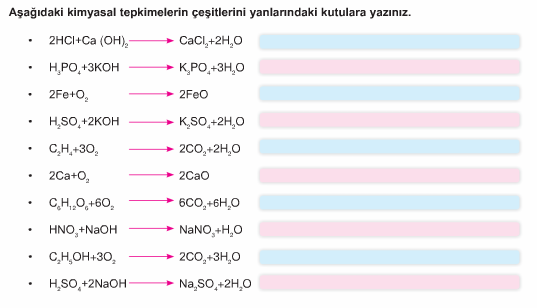 Aşağıdaki kimyasal tepkimelerin çeşitlerini yanlarındaki kutulara yazınız.
• 2HCl+Ca (OH)₂ → CaCl₂+2H₂O
• H₃PO₄+3KOH → K₃PO₄+3H₂O
• 2Fe+O₂ → 2FeO
• H₂SO₄+2KOH → K₂SO₄+2H₂O
• C₂H₄+3O₂ → 2CO₂+2H₂O
• 2Ca+O₂ → 2CaO
• C₆H₁₂O₆+6O₂ → 6CO₂+6H₂O
• HNO₃+NaOH → NaNO₃+H₂O
• C₂H₅OH+3O₂ → 2CO₂+3H₂O
• H₂SO₄+2NaOH → Na₂SO₄+2H₂O